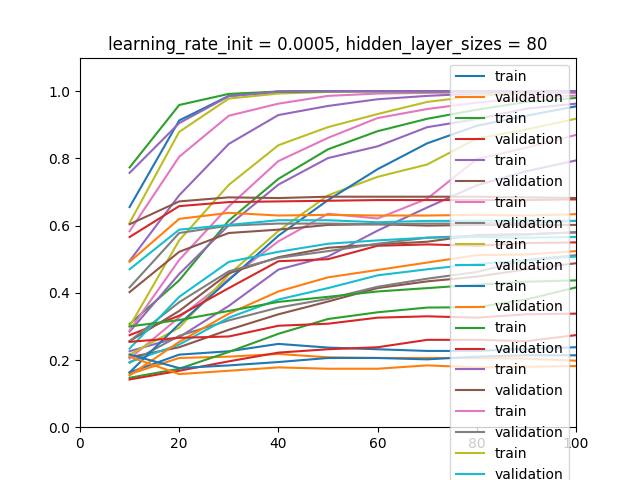 learning_rate_init = 0.0005, hidden_layer_sizes = 80
1.0
0.8
0.6
0.4
0.2
0.0
0
20
40
60
80
100
train
validation
train
validation
train
validation
train
validation
train
validation
train
validation
train
validation
train
validation
train
validation
train
validation